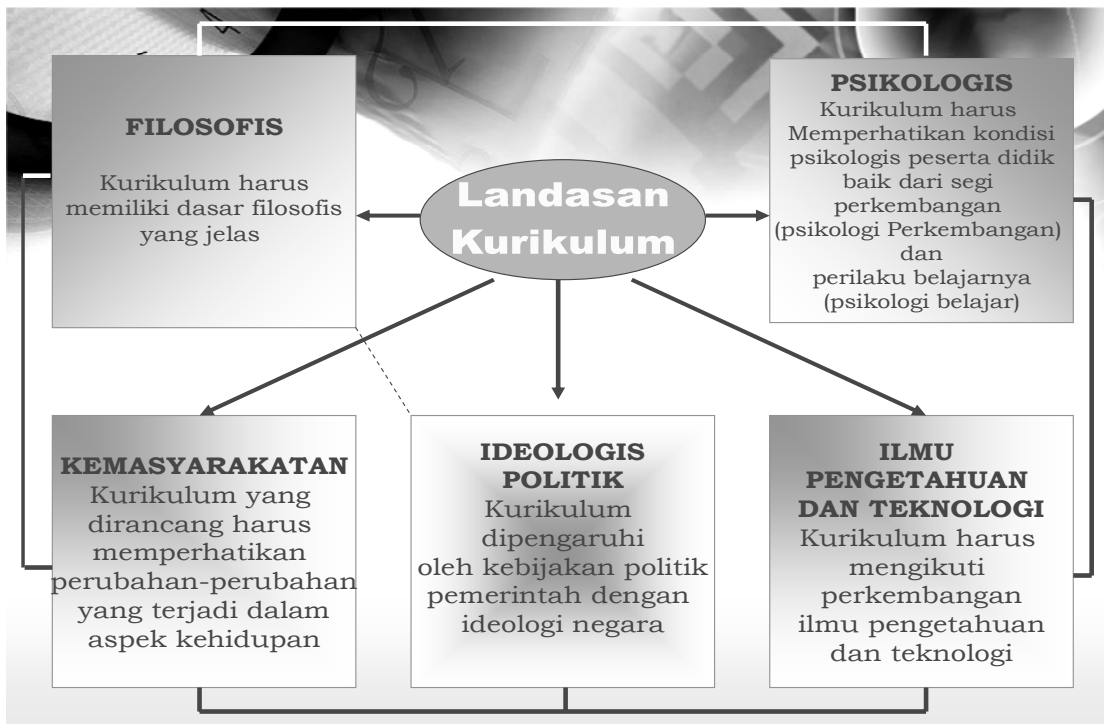 FILOSOFIS
Kurikulum harus
memiliki dasar filosofis
yang jelas
Landasan
Kurikulum
PSIKOLOGIS
Kurikulum harus
Memperhatikan kondisi
psikologis peserta didik
baik dari segi
perkembangan
(psikologi Perkembangan)
dan
perilaku belajarnya
(psikologi belajar)
KEMASYARAKATAN
Kurikulum yang
dirancang harus
memperhatikan
perubahan-perubahan
yang terjadi dalam
aspek kehidupan
IDEOLOGIS
POLITIK
Kurikulum
dipengaruhi
oleh kebijakan politik
pemerintah dengan
ideologi negara
ILMU
PENGETAHUAN
DAN TEKNOLOGI
Kurikulum harus
mengikuti
perkembangan
ilmu pengetahuan
dan teknologi